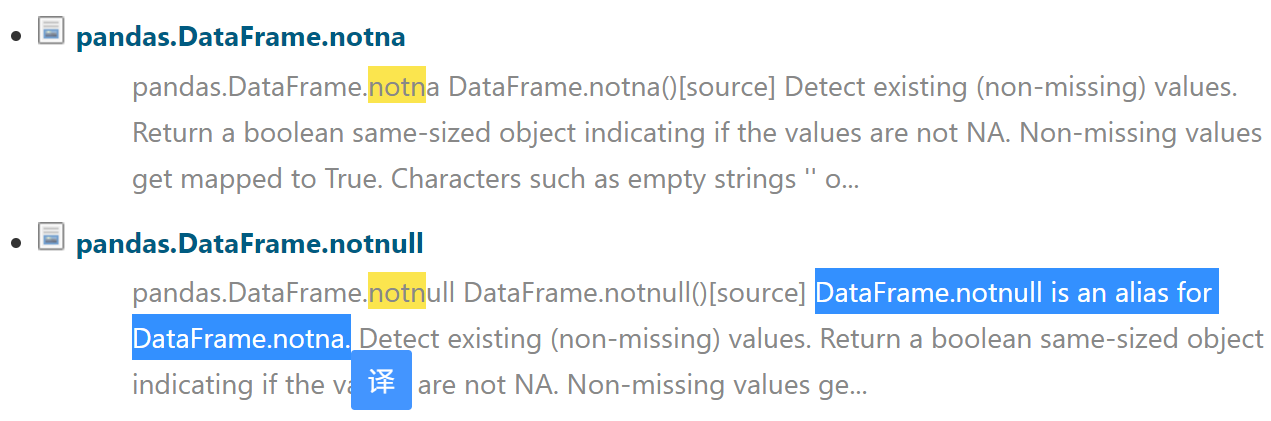 pandas.DataFrame.notna
pandas.DataFrame.notna DataFrame.notna()[source] Detect existing (non-missing) values.
Return a boolean same-sized object indicating if the values are not NA. Non-missing values
get mapped to True. Characters such as empty strings '' o...
pandas.DataFrame.notnull
pandas.DataFrame.notnull DataFrame.notnull()[source] DataFrame.notnull is an alias for
DataFrame.notna. Detect existing (non-missing) values. Return a boolean same-sized object
indicating if the va 译 are not NA. Non-missing values ge...